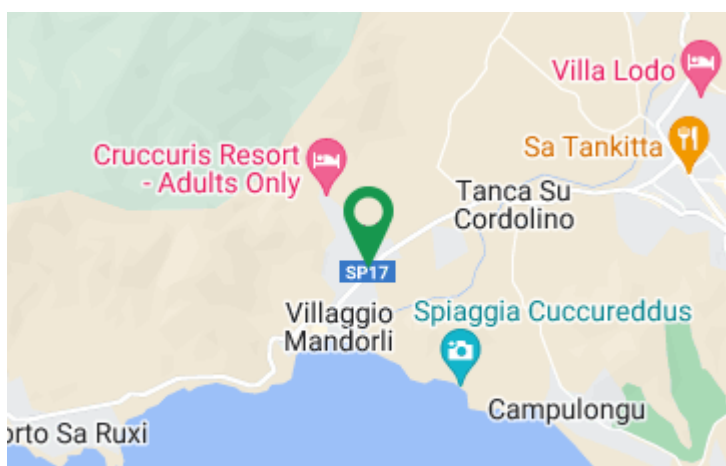 Villa Lodo
Cruccuris Resort
- Adults Only
Sa Tankitta
Tanca Su
Cordolino
SP17
Villaggio
Mandorli
Spiaggia Cuccureddus
Campulongu
orto Sa Ruxi